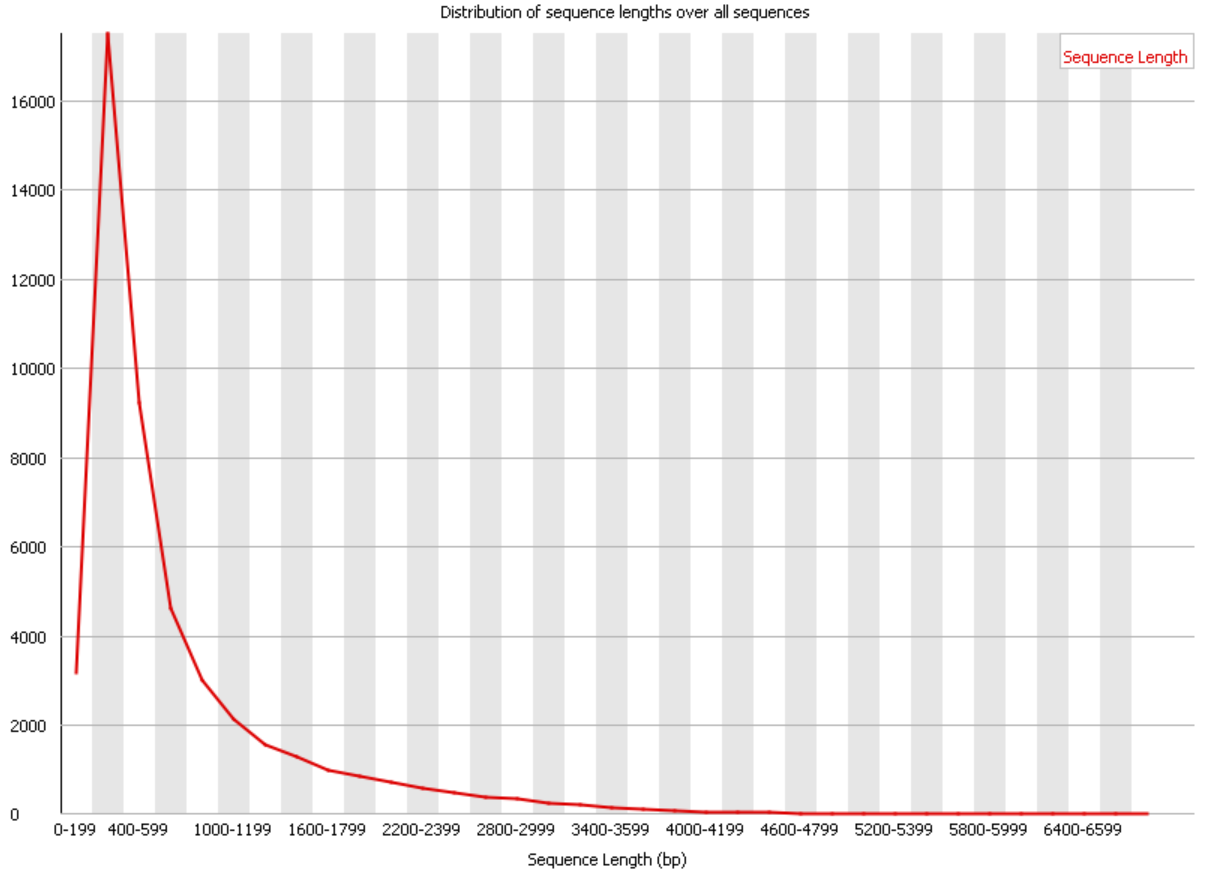 Distribution of sequence lengths over all sequences
Sequence Length
16000
14000
12000
10000
8000
6000
4000
2000
0
0-199 400-599 1000-1199 1600-1799 2200-2399 2800-2999 3400-3599 4000-4199 4600-4799 5200-5399 5800-5999 6400-6599
Sequence Length (bp)